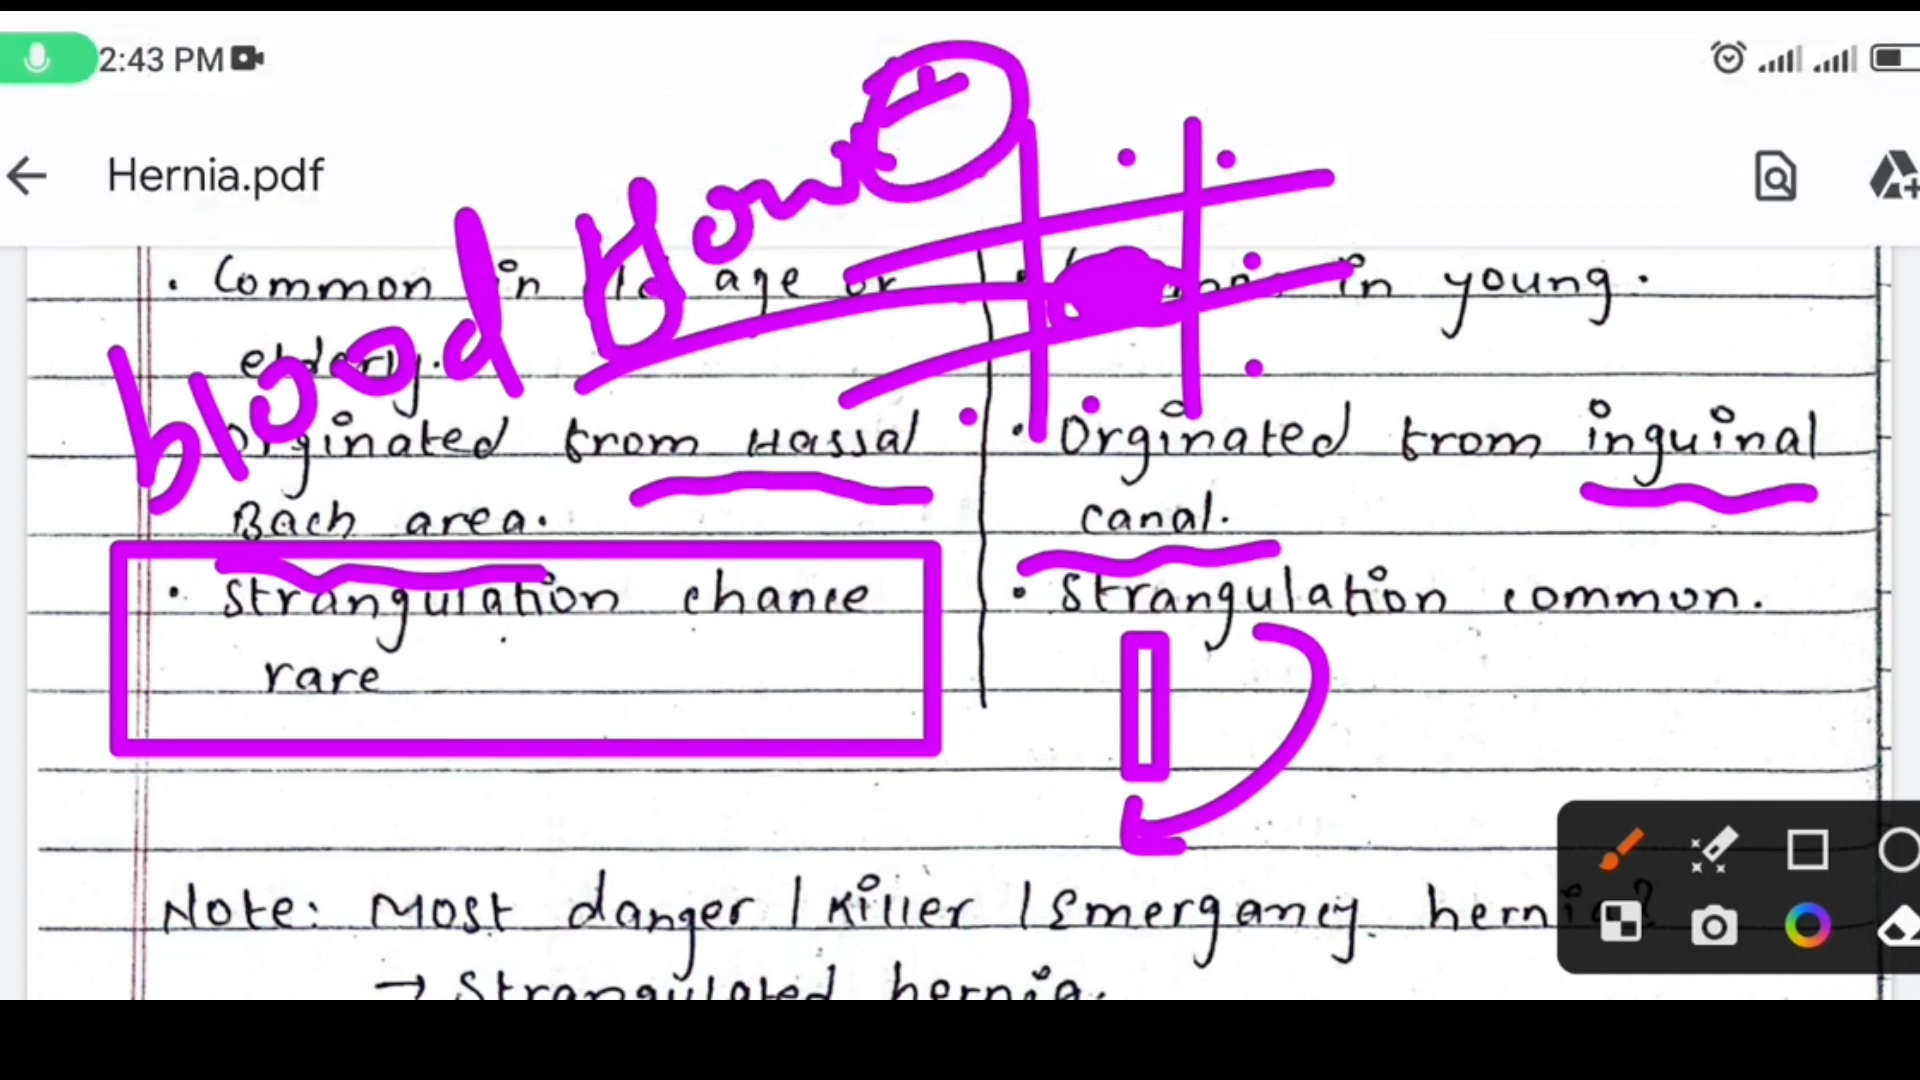 2:43 PM
Hernia.pdf
blood
• Common in age or
elderly.
Orginated from Hassal
Bach area.
• Strangulation chance
rare
in young.
• Orginated from inguinal
canal.
• Strangulation common.
Note: Most danger / Killer / Emergancy hernia?
→ Strangulated hernia.